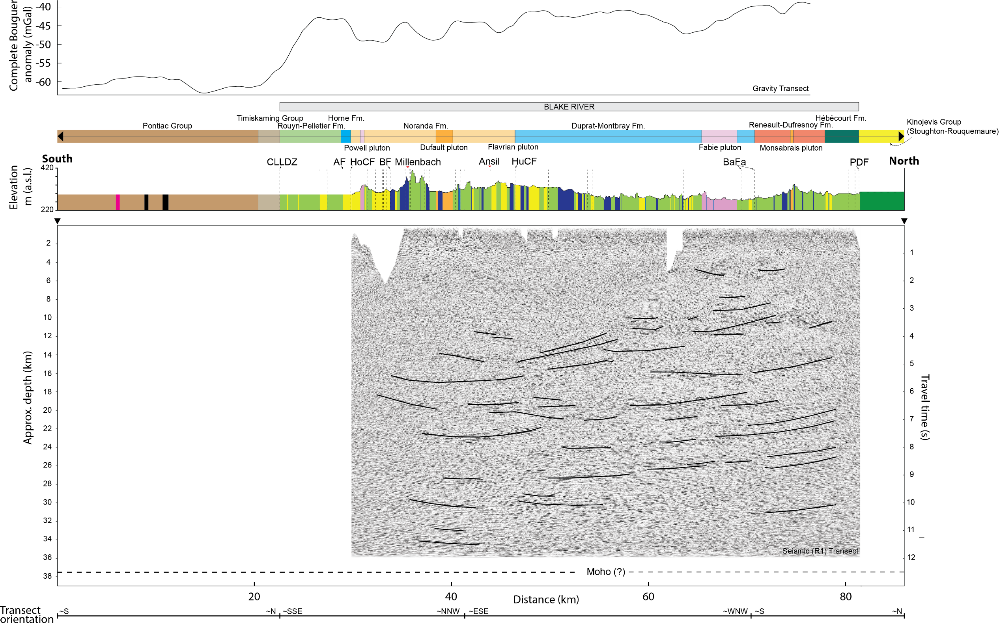 Complete Bouguer
anomaly (mGal)
-40
-45
-50
-55
-60
Gravity Transect
BLAKE RIVER
Timiskaming Group
Horne Fm.
Hébécourt Fm.
Pontiac Group
Rouyn-Pelletier Fm.
Noranda Fm.
Duprat-Montbray Fm.
Reneault-Dufresnoy Fm.
Kinojevis Group
(Stoughton-Rouquemaure)
Powell pluton
Dufault pluton
Flavrian pluton
Fabie pluton
Monsabrais pluton
South
CLLDZ
AF
HoCF
BF
Millenbach
Ansil
HuCF
BaFa
PDF
North
Elevation
m (a.s.l.)
420
220
Approx. depth (km)
2
4
6
8
10
12
14
16
18
20
22
24
26
28
30
32
34
36
38
1
2
3
4
5
6
7
8
9
10
11
12
Travel time (s)
Seismic (R1) Transect
Moho (?)
20
40
60
80
Distance (km)
Transect
orientation
~S
~N
~SSE
~NNW
~ESE
~WNW
~S
~N